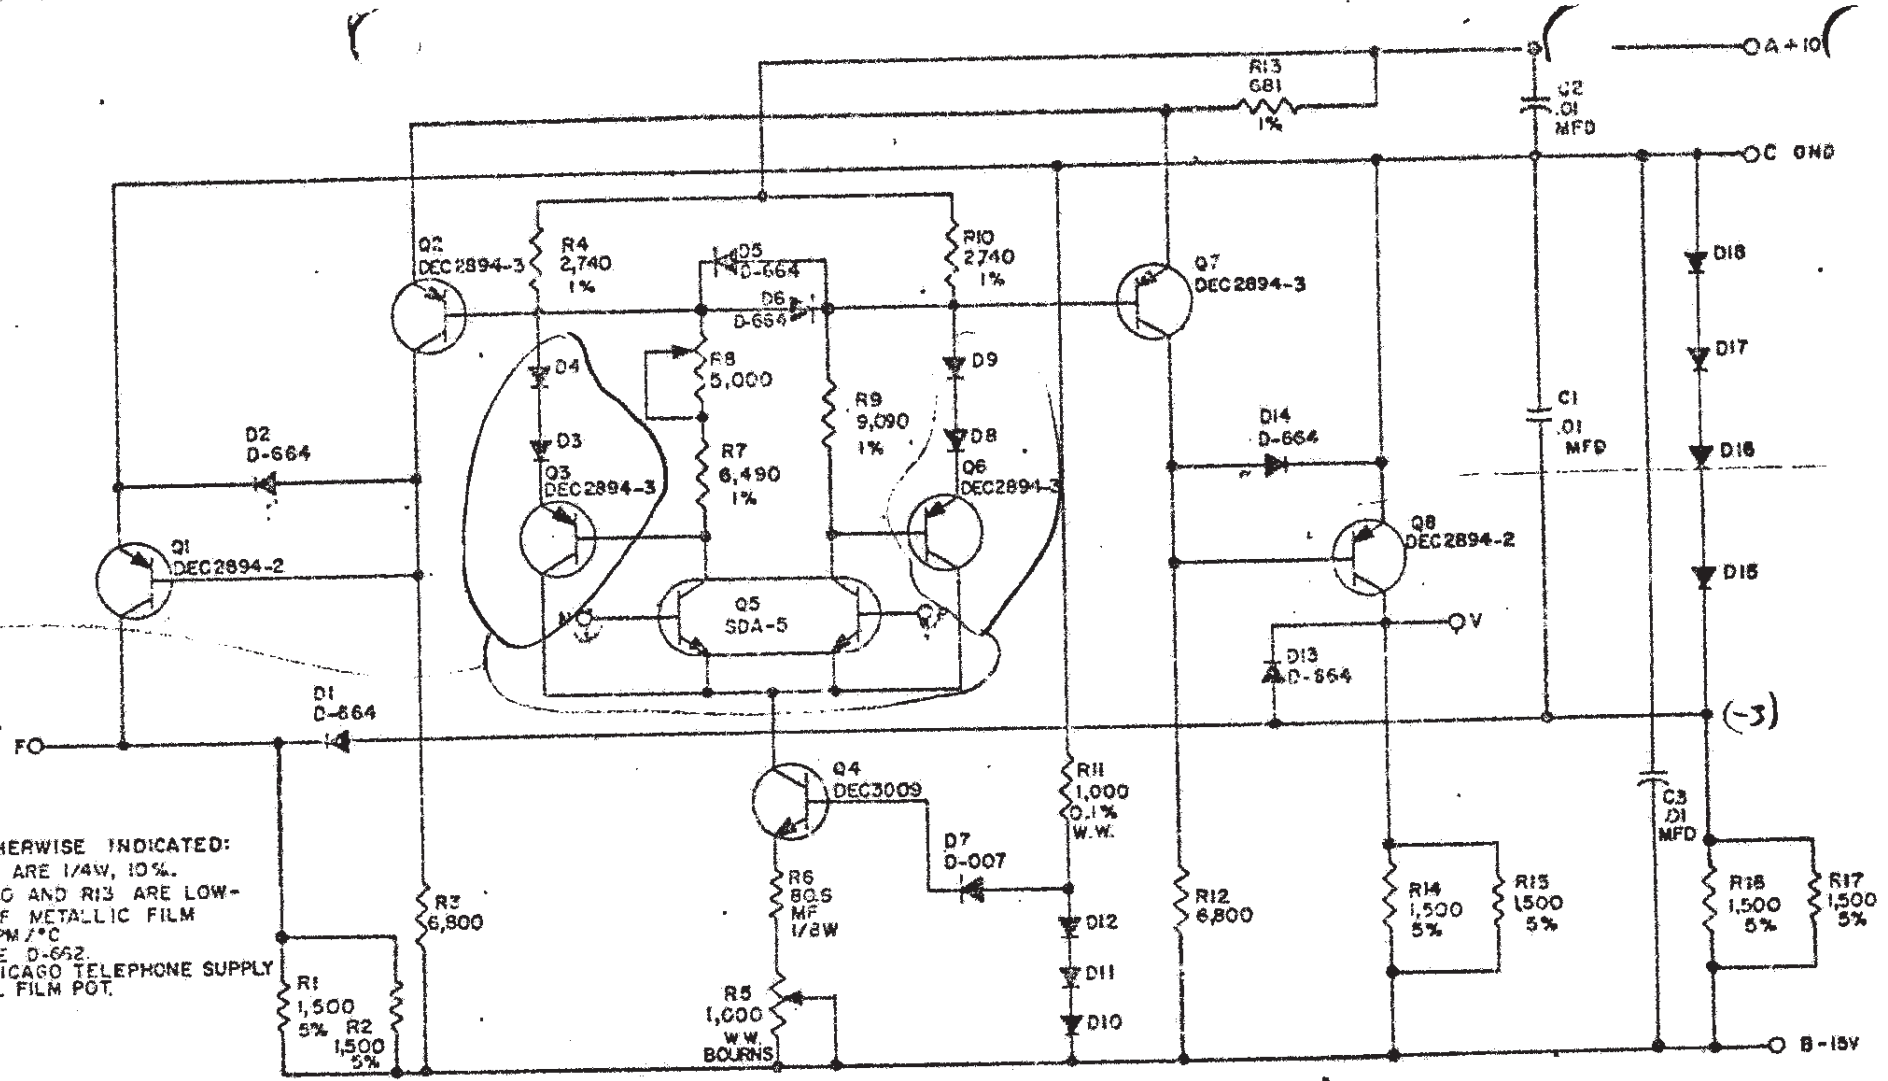 A +10
R13
681
1%
C2
.01
MFD
C GND
Q2
DEC2894-3
R4
2,740
1%
D5
D-664
D6
D-664
R10
2740
1%
Q7
DEC2894-3
D18
D4
R8
5,000
D9
D17
D2
D-664
D3
R9
9,090
1%
D8
D14
D-664
C1
.01
MFD
D16
Q3
DEC2894-3
R7
6,490
1%
Q6
DEC2894-3
Q1
DEC2894-2
Q8
DEC2894-2
D15
Q5
SDA-5
V
D13
D-664
D1
D-664
F
(-3)
Q4
DEC3009
R11
1,000
0.1%
W.W.
C3
.01
MFD
D7
D-007
HERWISE INDICATED:
ARE 1/4W, 10%.
AND R13 ARE LOW-
F METALLIC FILM
PM/°C
E D-662.
ICAGO TELEPHONE SUPPLY
L FILM POT.
R3
6,800
R6
80.5
MF
1/8W
D12
R12
6,800
R14
1,500
5%
R15
1,500
5%
R16
1,500
5%
R17
1,500
5%
D11
R1
1,500
5%
R2
1,500
5%
R5
1,000
W.W.
BOURNS
D10
B -15V